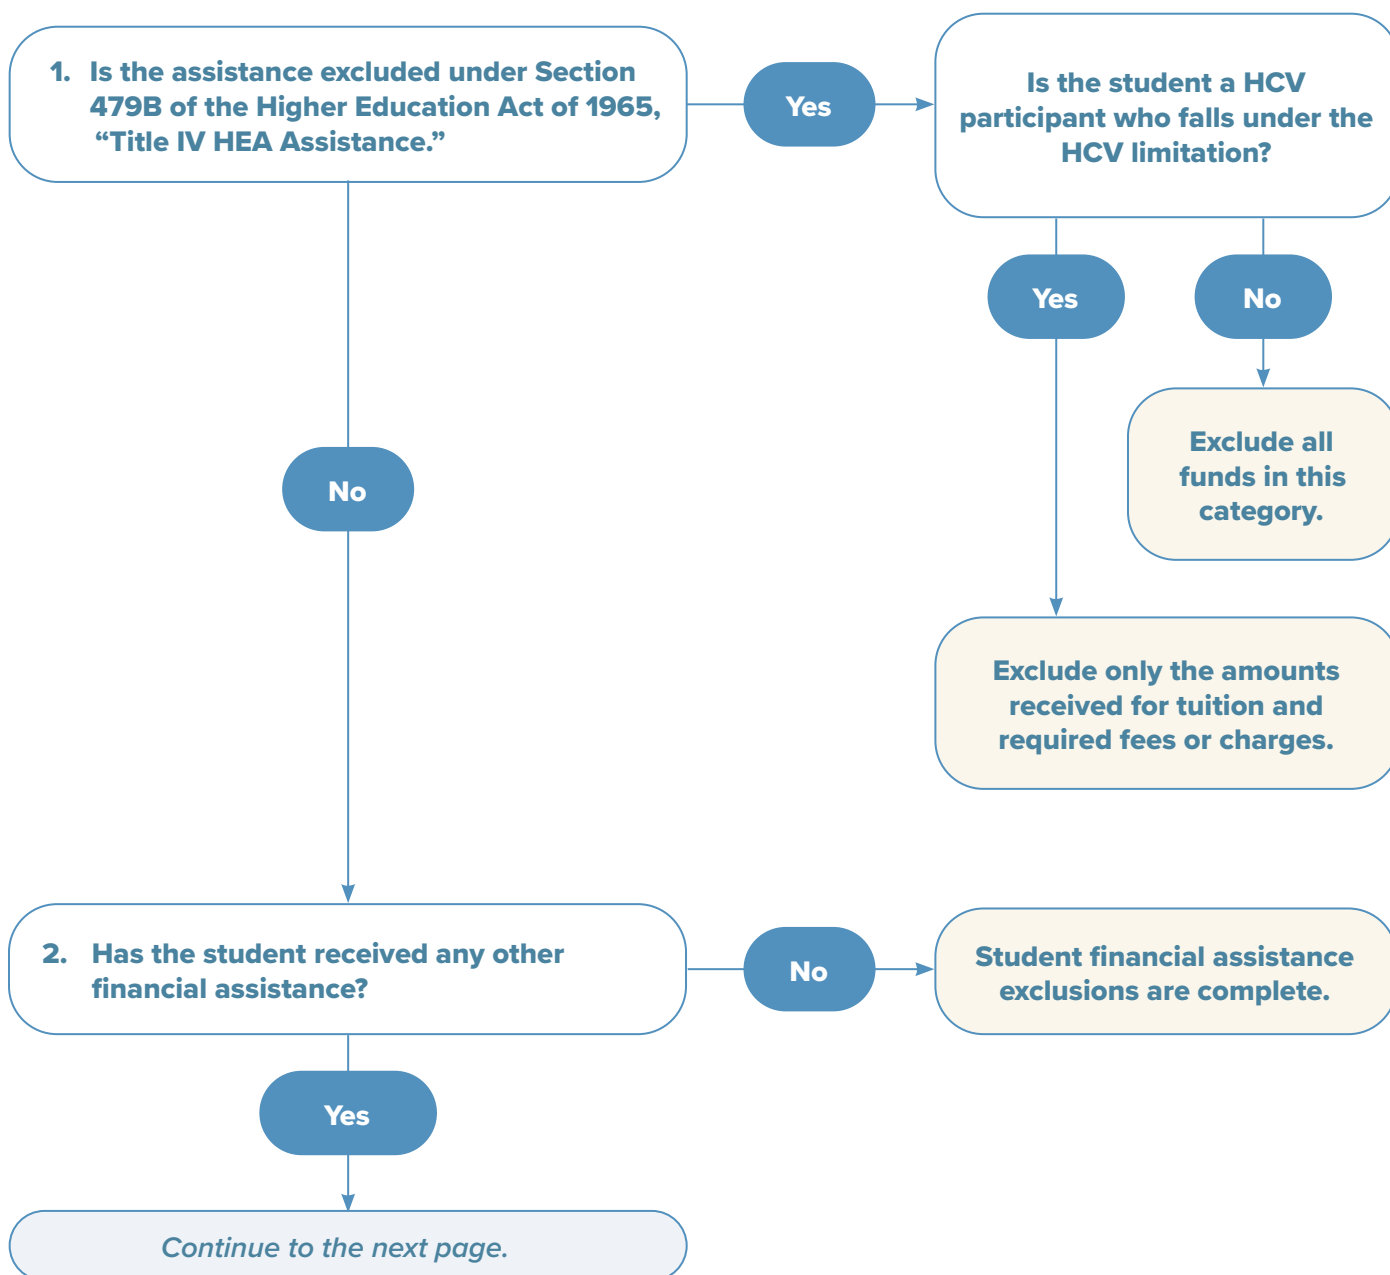 1. Is the assistance excluded under Section
479B of the Higher Education Act of 1965,
“Title IV HEA Assistance.”
Yes
Is the student a HCV
participant who falls under the
HCV limitation?
Yes
No
Exclude all
funds in this
category.
No
Exclude only the amounts
received for tuition and
required fees or charges.
2. Has the student received any other
financial assistance?
No
Student financial assistance
exclusions are complete.
Yes
Continue to the next page.